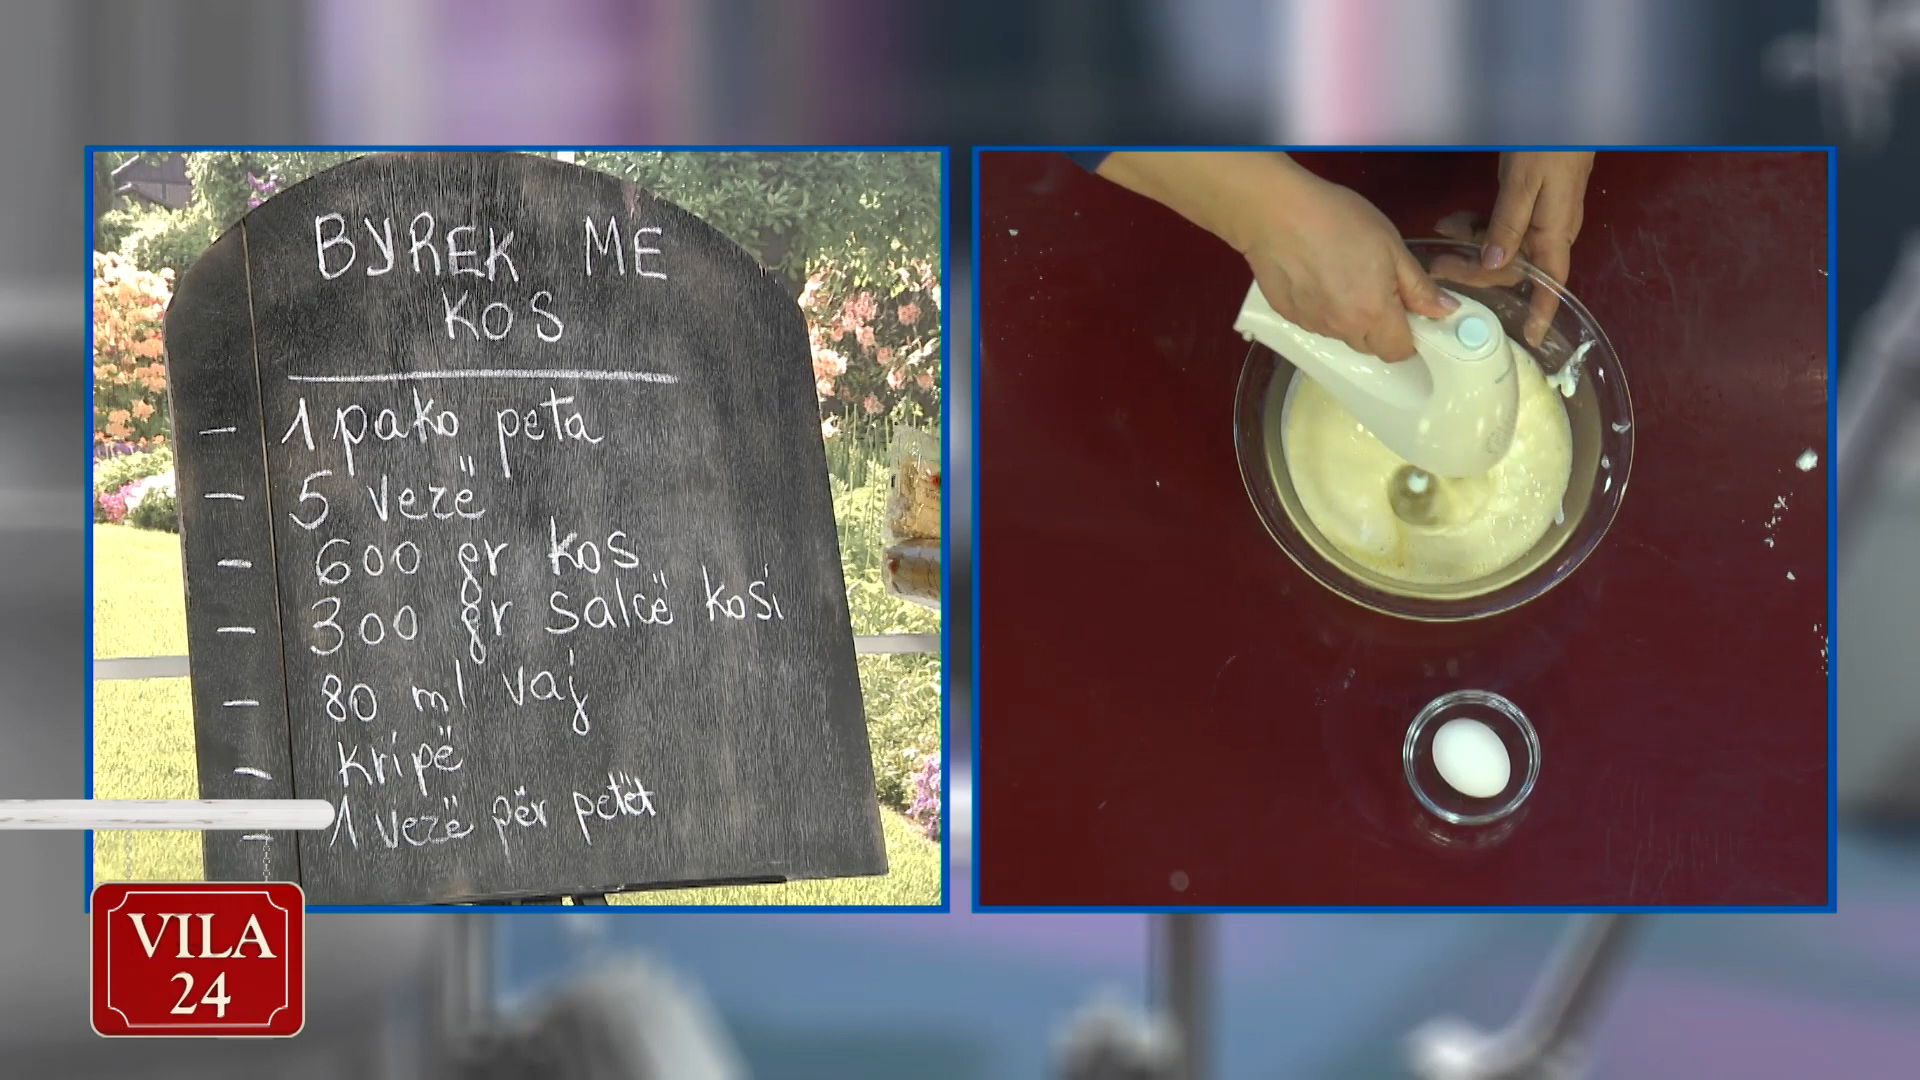 BYREK ME
KOS
- 1 pako peta
- 5 vezë
- 600 gr kos
- 300 gr salcë kosi
- 80 ml vaj
- kripë
- 1 vezë për petët
VILA
24